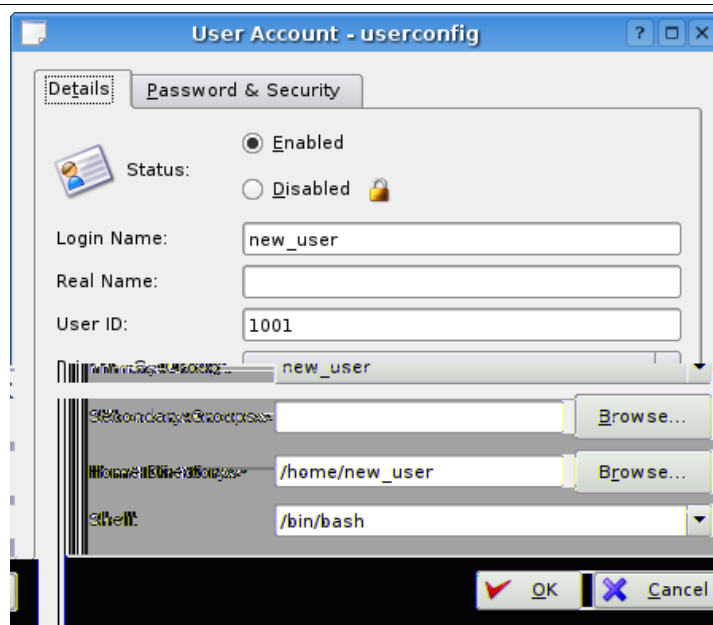 User Account - userconfig
Details
Password & Security
Status:
Enabled
Disabled
Login Name:
new_user
Real Name:
User ID:
1001
new_user
Browse...
/home/new_user
Browse...
Shell:
/bin/bash
OK
Cancel